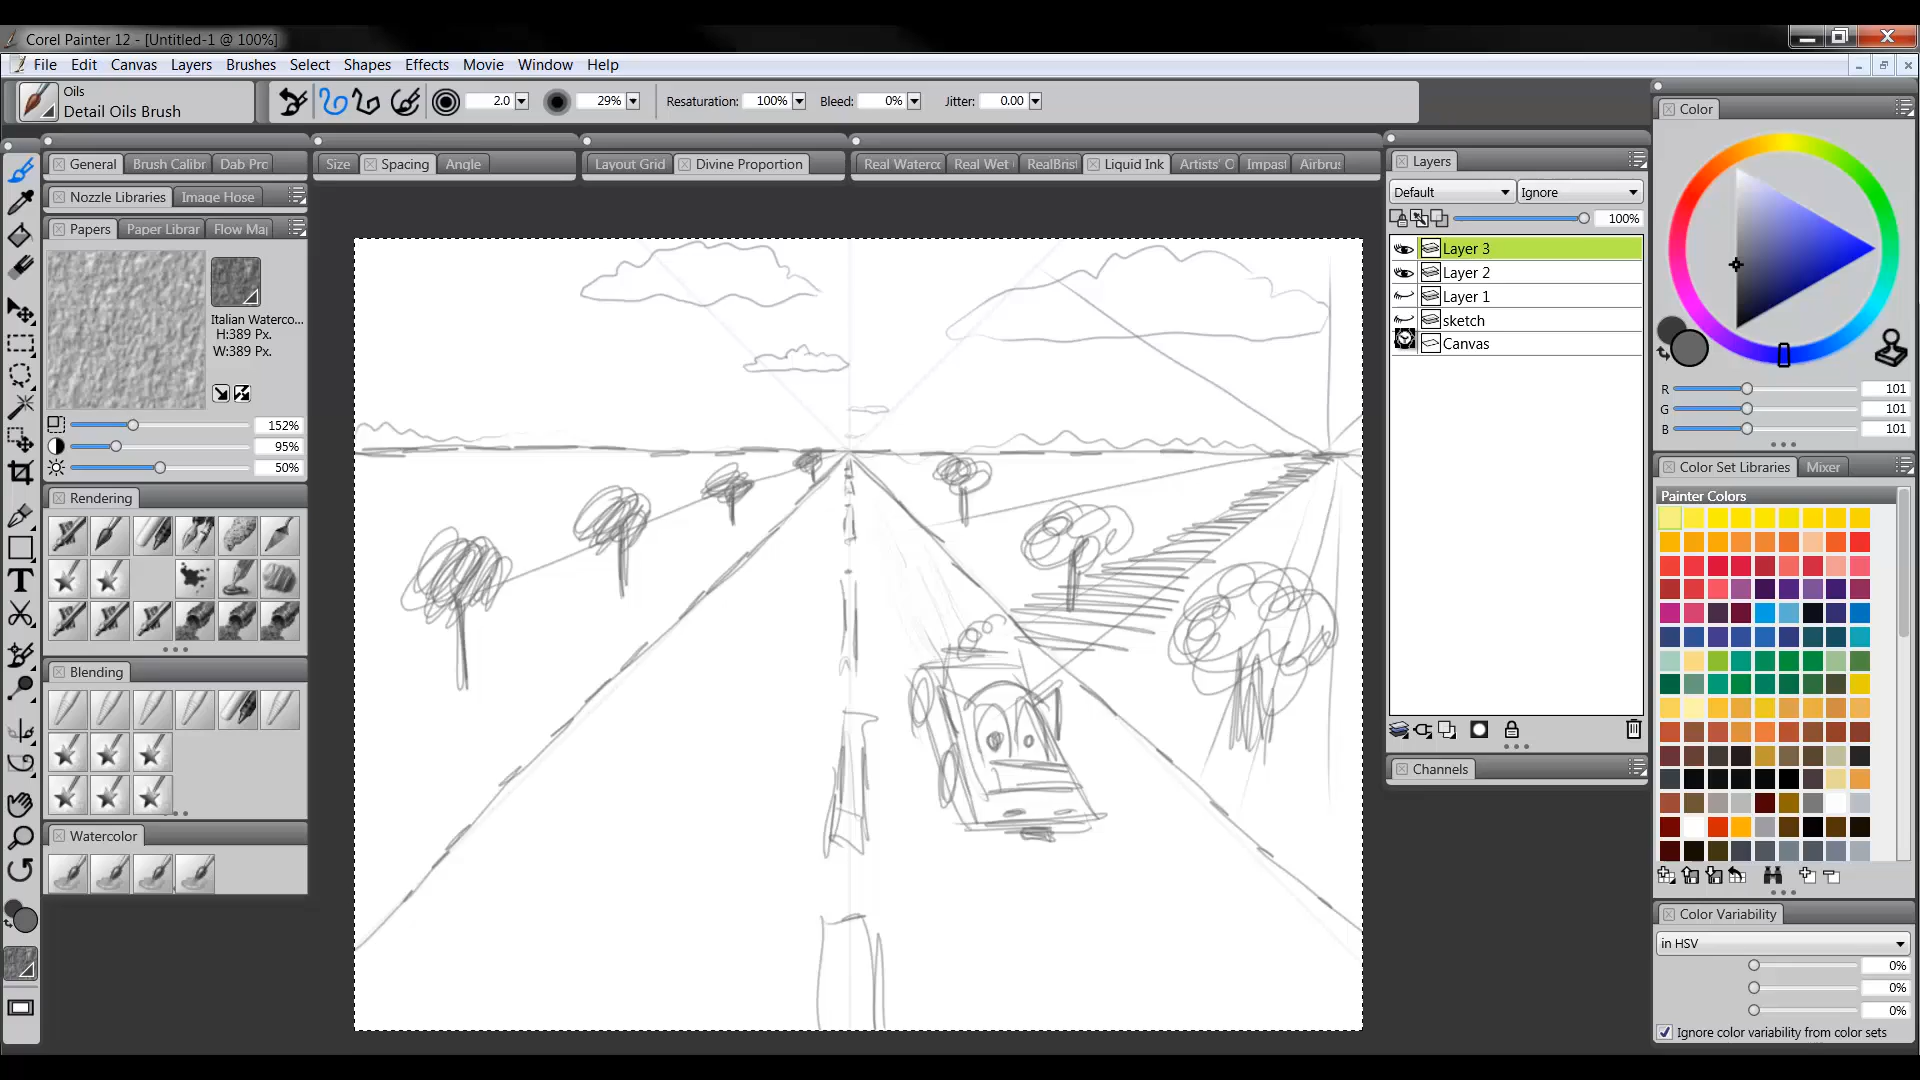 Corel Painter 12 - [Untitled-1 @ 100%]
File Edit Canvas Layers Brushes Select Shapes Effects Movie Window Help
Oils
Detail Oils Brush
2.0 29% Resaturation: 100% Bleed: 0% Jitter: 0.00
General Brush Calibr Dab Pro
Size Spacing Angle
Layout Grid Divine Proportion
Real Waterco Real Wet RealBrist Liquid Ink Artists' O Impast Airbrus
Nozzle Libraries Image Hose
Papers Paper Librar Flow Map
Italian Waterco...
H:389 Px.
W:389 Px.
152%
95%
50%
Rendering
Blending
Watercolor
Layers
Default Ignore
100%
Layer 3
Layer 2
Layer 1
sketch
Canvas
Channels
Color
R 101
G 101
B 101
Color Set Libraries Mixer
Painter Colors
Color Variability
in HSV
0%
0%
0%
Ignore color variability from color sets